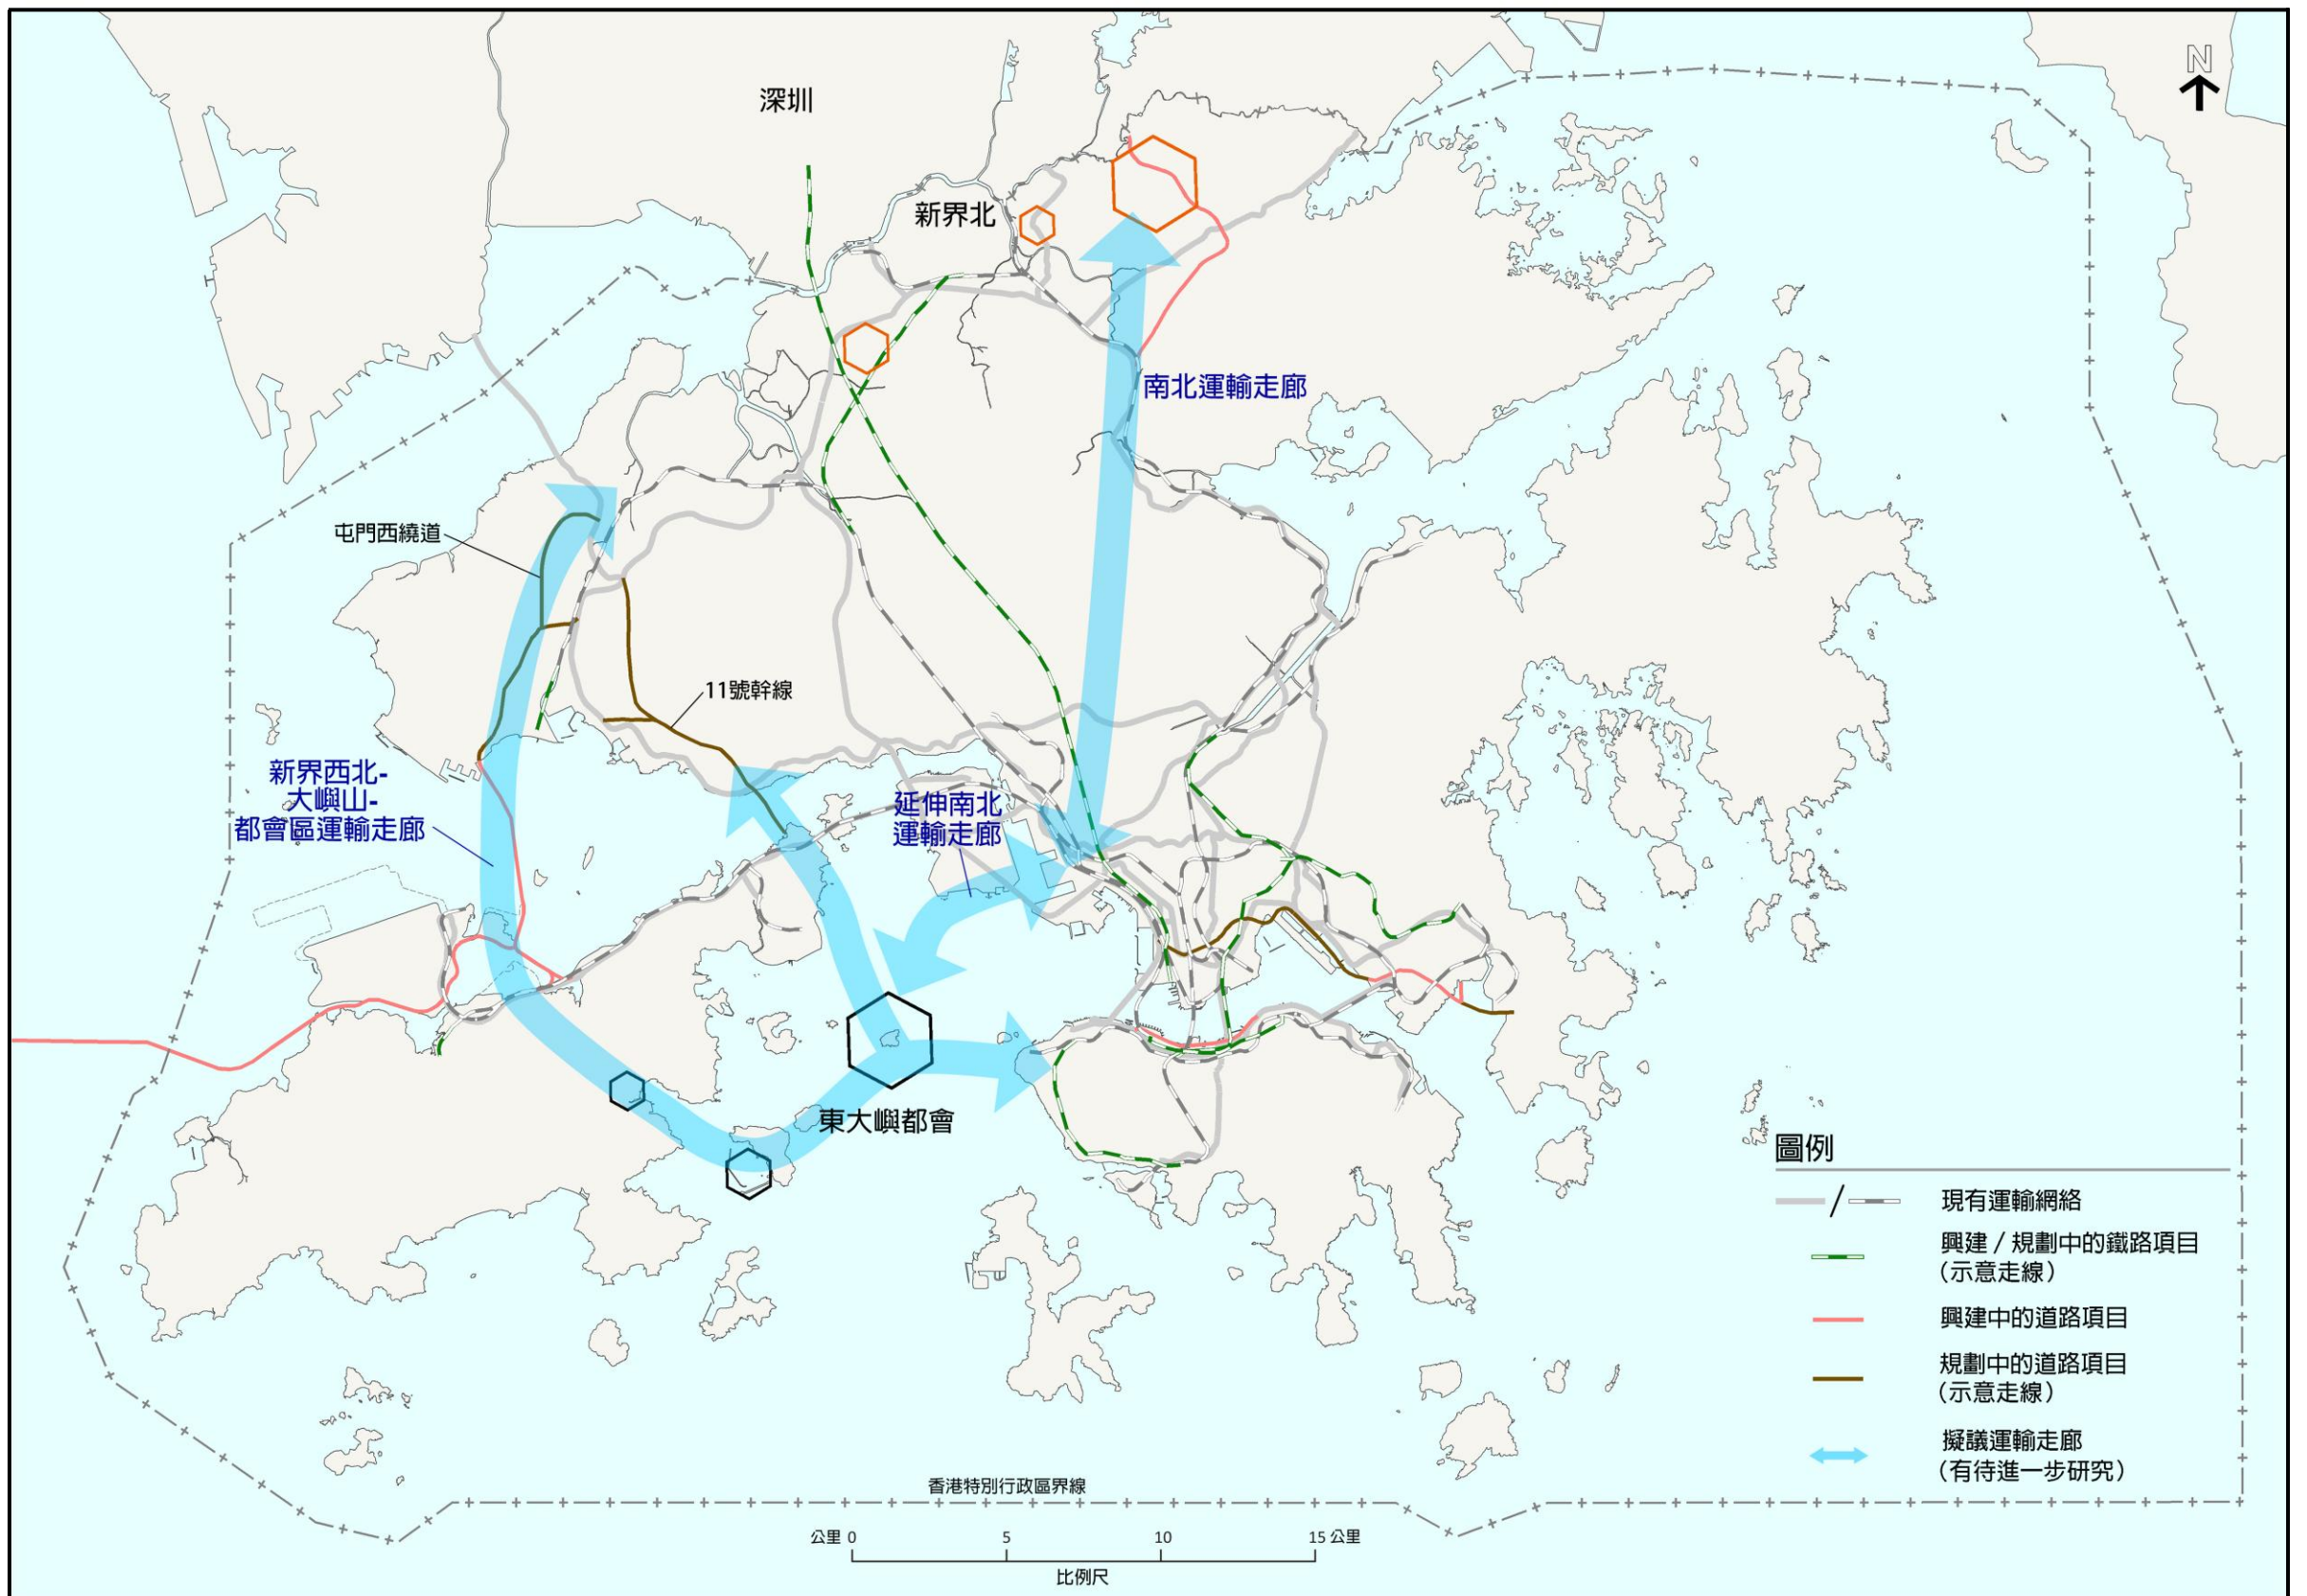 N
深圳
新界北
南北運輸走廊
屯門西繞道
11號幹線
新界西北-
大嶼山-
都會區運輸走廊
延伸南北
運輸走廊
東大嶼都會
圖例
現有運輸網絡
興建 / 規劃中的鐵路項目
(示意走線)
興建中的道路項目
規劃中的道路項目
(示意走線)
擬議運輸走廊
(有待進一步研究)
香港特別行政區界線
公里 0 5 10 15 公里
比例尺